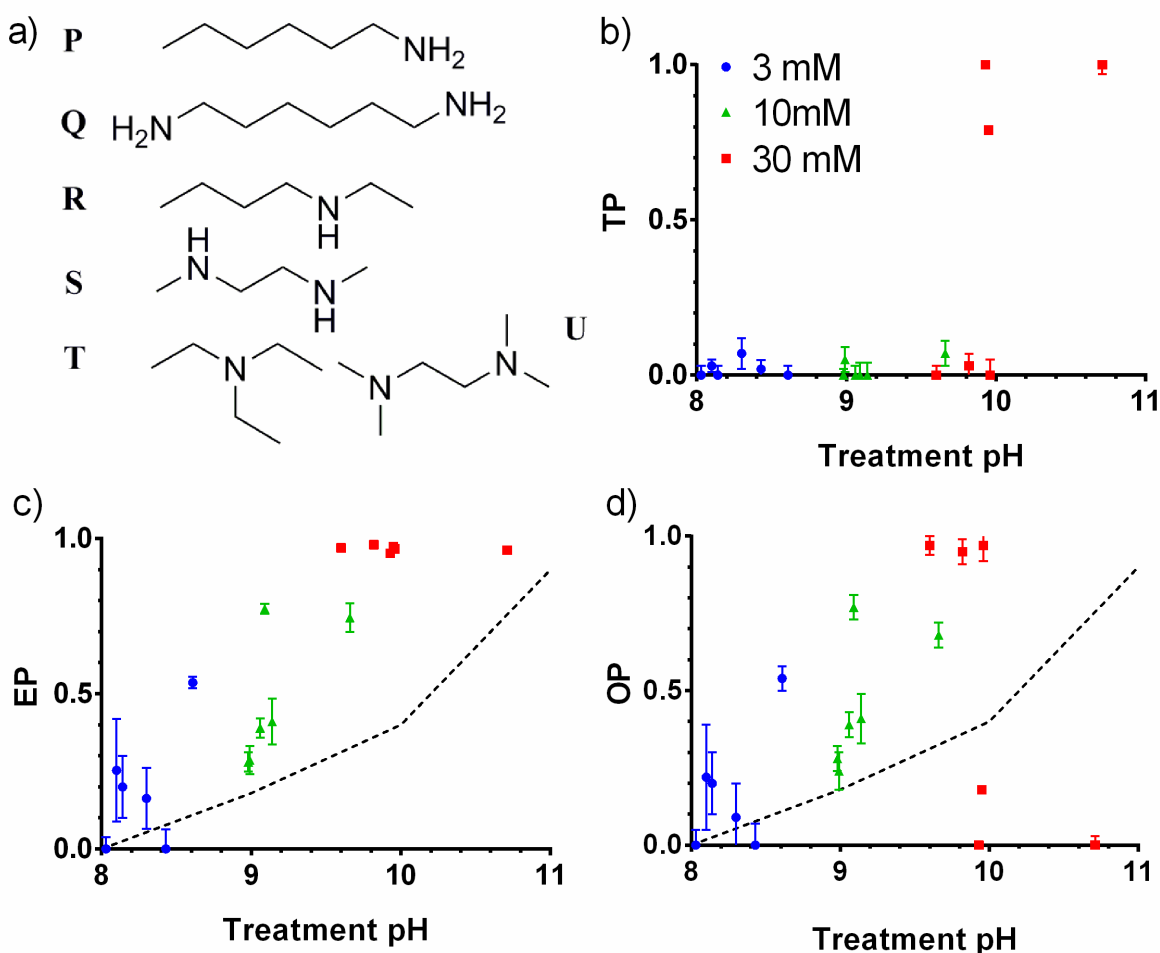 a)
P
NH2
Q
H2N
NH2
R
N
H
S
H
N
N
H
T
N
U
N
N
b)
3 mM
10mM
30 mM
TP
1.0
0.5
0.0
8 9 10 11
Treatment pH
c)
EP
1.0
0.5
0.0
8 9 10 11
Treatment pH
d)
OP
1.0
0.5
0.0
8 9 10 11
Treatment pH